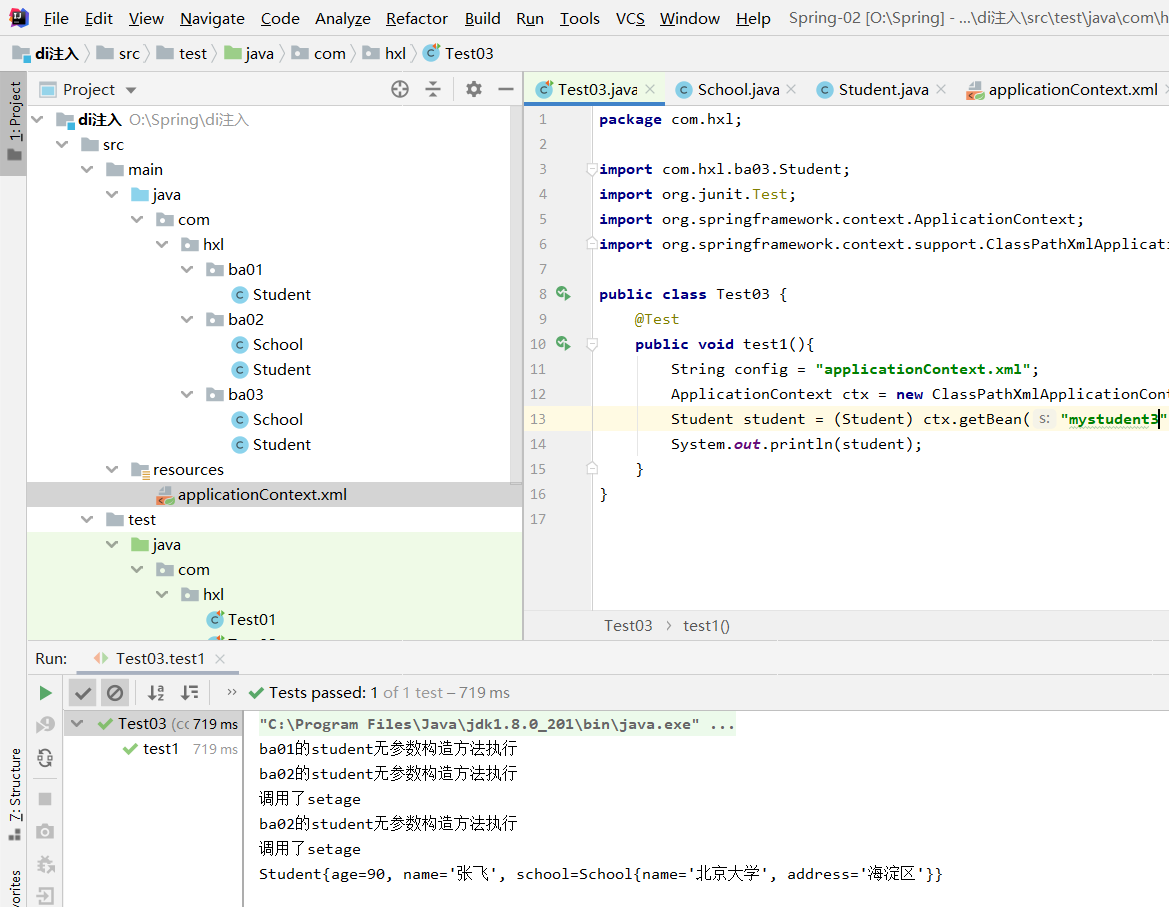 File Edit View Navigate Code Analyze Refactor Build Run Tools VCS Window Help Spring-02 [O:\Spring] - ...\di注入\src\test\java\com\h
di注入 src test java com hxl Test03
1: Project
Project
Test03.java School.java Student.java applicationContext.xml
di注入 O:\Spring\di注入
src
main
java
com
hxl
ba01
Student
ba02
School
Student
ba03
School
Student
resources
applicationContext.xml
test
java
com
hxl
Test01
1 package com.hxl;
2
3 import com.hxl.ba03.Student;
4 import org.junit.Test;
5 import org.springframework.context.ApplicationContext;
6 import org.springframework.context.support.ClassPathXmlApplicati
7
8 public class Test03 {
9 @Test
10 public void test1(){
11 String config = "applicationContext.xml";
12 ApplicationContext ctx = new ClassPathXmlApplicationCont
13 Student student = (Student) ctx.getBean( s: "mystudent3"
14 System.out.println(student);
15 }
16 }
17
Test03 > test1()
Run: Test03.test1
Tests passed: 1 of 1 test – 719 ms
Test03 (cc 719 ms
test1 719 ms
"C:\Program Files\Java\jdk1.8.0_201\bin\java.exe" ...
ba01的student无参数构造方法执行
ba02的student无参数构造方法执行
调用了setage
ba02的student无参数构造方法执行
调用了setage
Student{age=90, name='张飞', school=School{name='北京大学', address='海淀区'}}
7: Structure
vorites